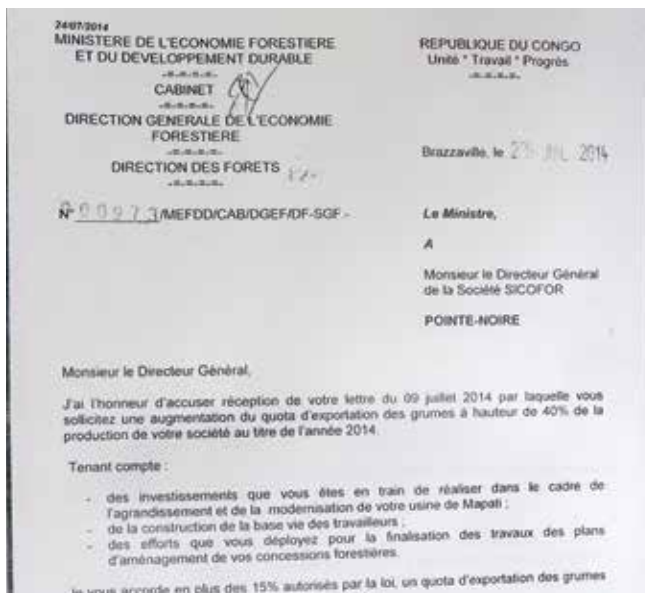 24/07/2014
MINISTERE DE L'ECONOMIE FORESTIERE
ET DU DEVELOPPEMENT DURABLE
-=-=-=-=-
CABINET
-=-=-=-=-
DIRECTION GENERALE DE L'ECONOMIE
FORESTIERE
-=-=-=-=-
DIRECTION DES FORETS
-=-=-=-=-
N° 000973/MEFDD/CAB/DGEF/DF-SGF.-
REPUBLIQUE DU CONGO
Unité * Travail * Progrès
-=-=-=-=-
Brazzaville, le 2014
Le Ministre,
A
Monsieur le Directeur Général
de la Société SICOFOR
POINTE-NOIRE
Monsieur le Directeur Général,
J'ai l'honneur d'accuser réception de votre lettre du 09 juillet 2014 par laquelle vous
sollicitez une augmentation du quota d'exportation des grumes à hauteur de 40% de la
production de votre société au titre de l'année 2014.
Tenant compte :
- des investissements que vous êtes en train de réaliser dans le cadre de
l'agrandissement et de la modernisation de votre usine de Mapati ;
- de la construction de la base vie des travailleurs ;
- des efforts que vous déployez pour la finalisation des travaux des plans
d'aménagement de vos concessions forestières.
Je vous accorde en plus des 15% autorisés par la loi, un quota d'exportation des grumes